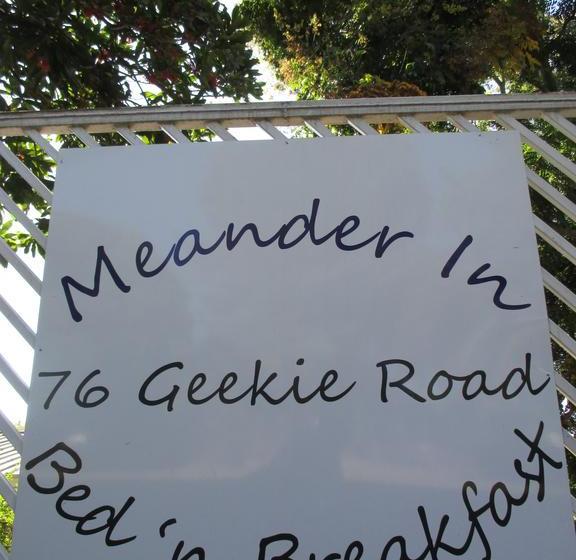 Meander In
76 Geekie Road
Bed 'n Breakfast